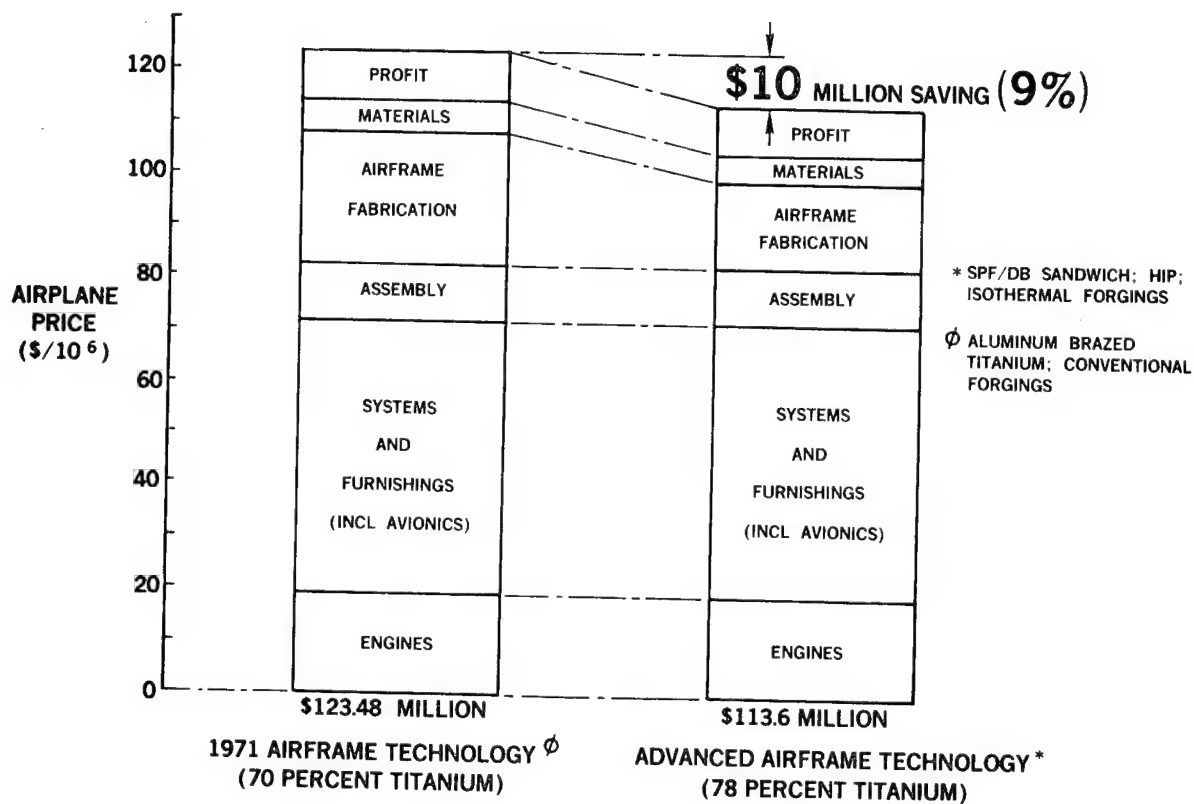 120
100
80
60
40
20
0
AIRPLANE
PRICE
($/10 6)
PROFIT
MATERIALS
AIRFRAME
FABRICATION
ASSEMBLY
SYSTEMS
AND
FURNISHINGS
(INCL AVIONICS)
ENGINES
$123.48 MILLION
1971 AIRFRAME TECHNOLOGY ϕ
(70 PERCENT TITANIUM)
$10 MILLION SAVING (9%)
PROFIT
MATERIALS
AIRFRAME
FABRICATION
ASSEMBLY
SYSTEMS
AND
FURNISHINGS
(INCL AVIONICS)
ENGINES
$113.6 MILLION
ADVANCED AIRFRAME TECHNOLOGY *
(78 PERCENT TITANIUM)
* SPF/DB SANDWICH; HIP;
ISOTHERMAL FORGINGS
ϕ ALUMINUM BRAZED
TITANIUM; CONVENTIONAL
FORGINGS